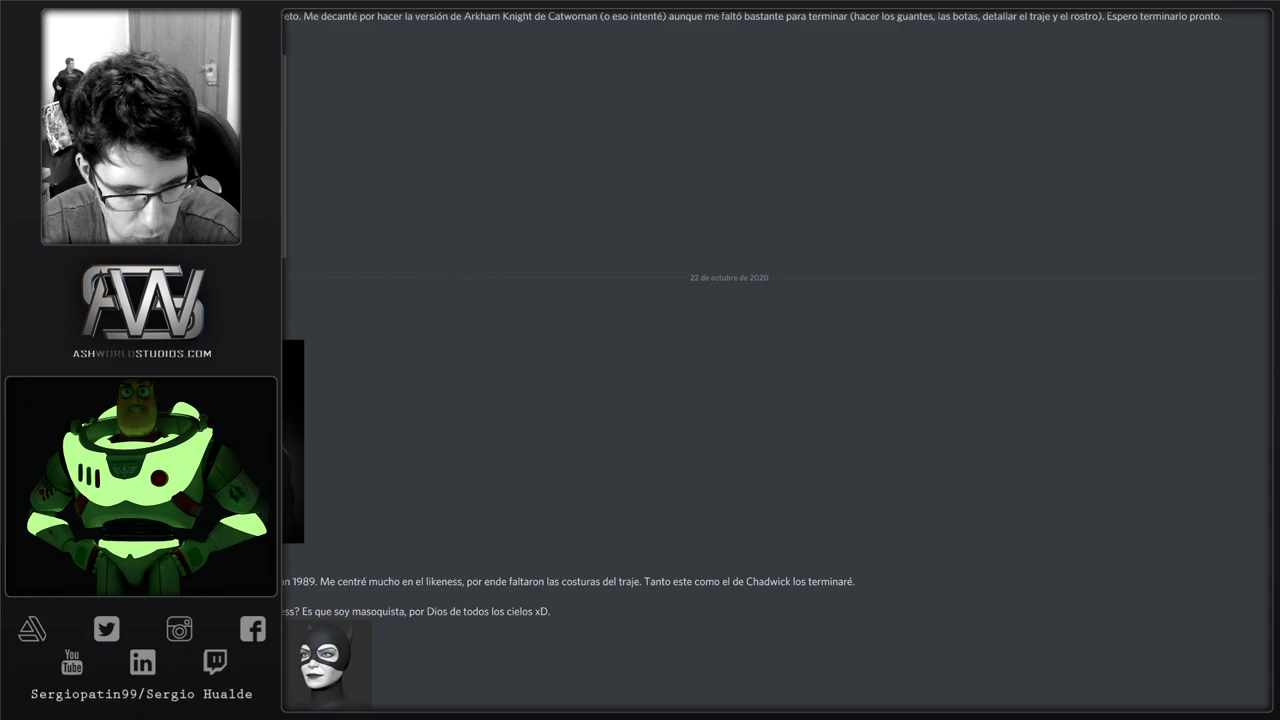 eto. Me decanté por hacer la versión de Arkham Knight de Catwoman (o eso intenté) aunque me faltó bastante para terminar (hacer los guantes, las botas, detallar el traje y el rostro). Espero terminarlo pronto.
22 de octubre de 2020
ASHWORLDSTUDIOS.COM
an 1989. Me centré mucho en el likeness, por ende faltaron las costuras del traje. Tanto este como el de Chadwick los terminaré.
ess? Es que soy masoquista, por Dios de todos los cielos xD.
You
Tube
in
Sergiopatin99/Sergio Hualde